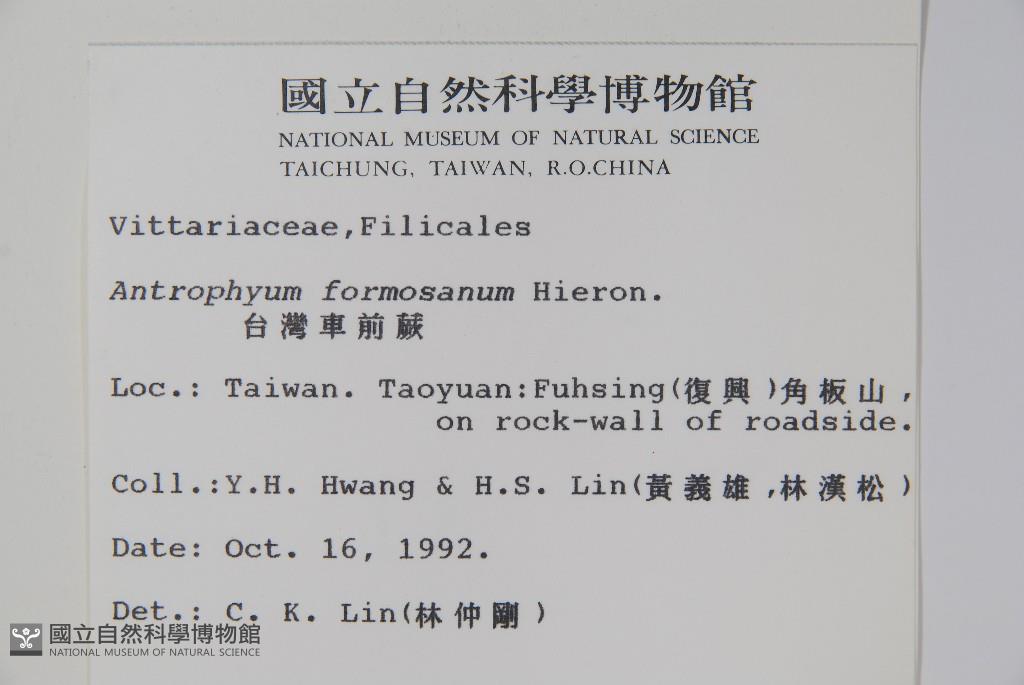 國立自然科學博物館
NATIONAL MUSEUM OF NATURAL SCIENCE
TAICHUNG, TAIWAN, R.O.CHINA
Vittariaceae,Filicales
Antrophyum formosanum Hieron.
台灣車前蕨
Loc.: Taiwan. Taoyuan:Fuhsing(復興)角板山,
on rock-wall of roadside.
Coll.:Y.H. Hwang & H.S. Lin(黃義雄,林漢松)
Date: Oct. 16, 1992.
Det.: C. K. Lin(林仲剛)
國立自然科學博物館
NATIONAL MUSEUM OF NATURAL SCIENCE